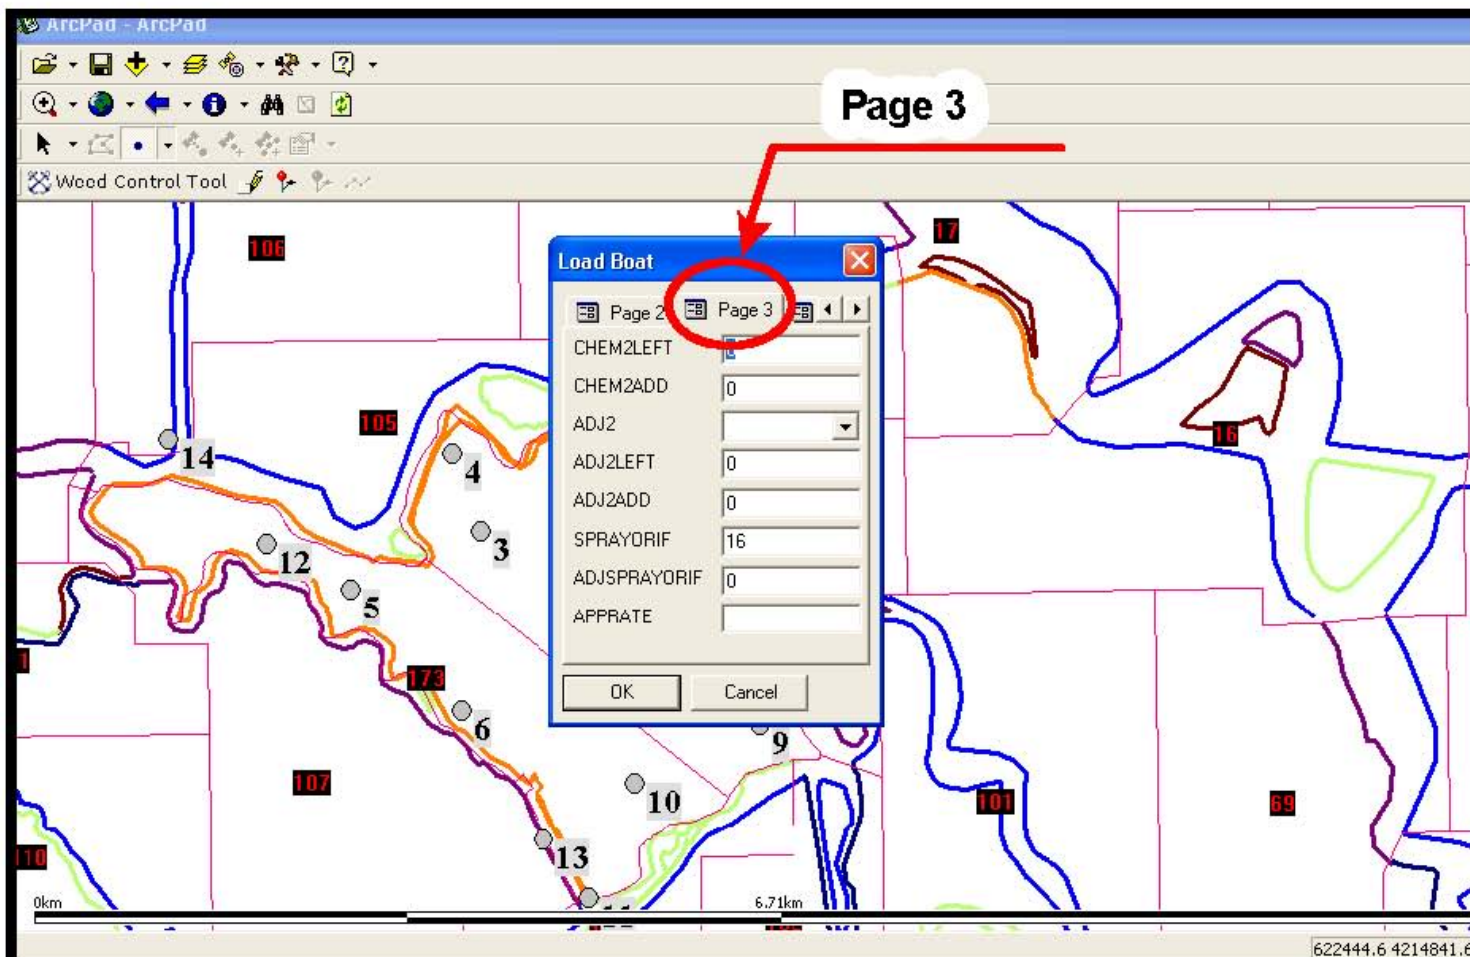 ArcPad - ArcPad
Page 3
Weed Control Tool
106
17
Load Boat
Page 2
Page 3
CHEM2LEFT
CHEM2ADD 0
ADJ2
ADJ2LEFT 0
ADJ2ADD 0
SPRAYORIF 16
ADJSPRAYORIF 0
APPRATE
OK Cancel
105
16
14
4
3
12
5
173
6
9
107
10
101
69
13
110
0km
6.71km
622444.6 4214841.6